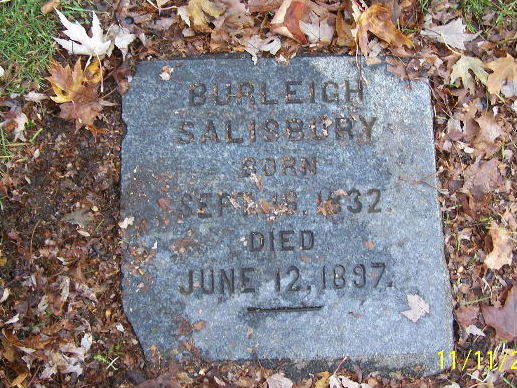 BURLEIGH
SALISBURY
BORN
SEPT. 1832.
DIED
JUNE 12, 1897.
11/11/2